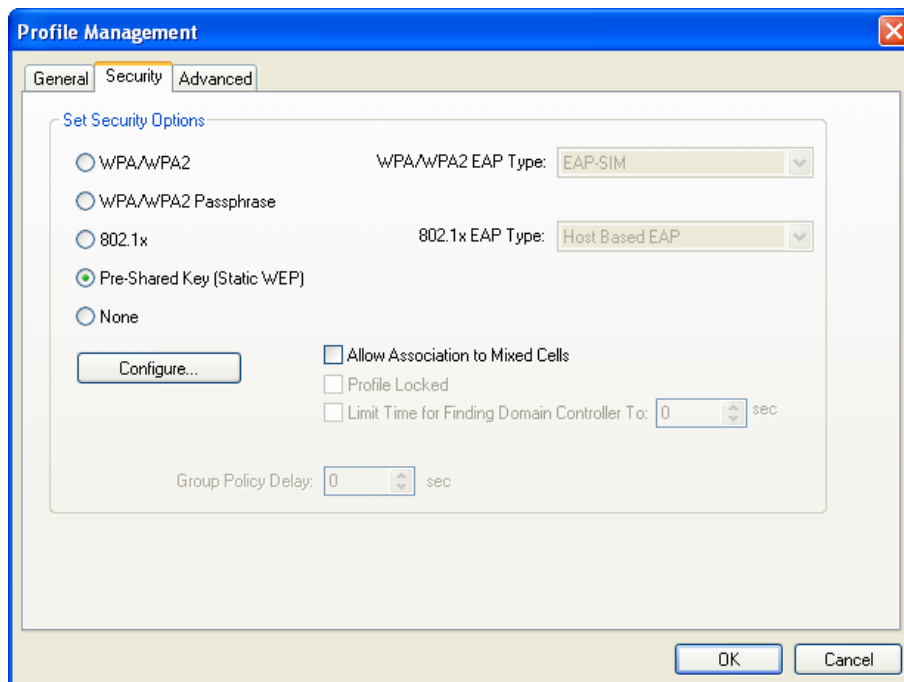 Profile Management
General Security Advanced
Set Security Options
WPA/WPA2 WPA/WPA2 EAP Type: EAP-SIM
WPA/WPA2 Passphrase
802.1x 802.1x EAP Type: Host Based EAP
Pre-Shared Key (Static WEP)
None
Configure... Allow Association to Mixed Cells
Profile Locked
Limit Time for Finding Domain Controller To: 0 sec
Group Policy Delay: 0 sec
OK Cancel